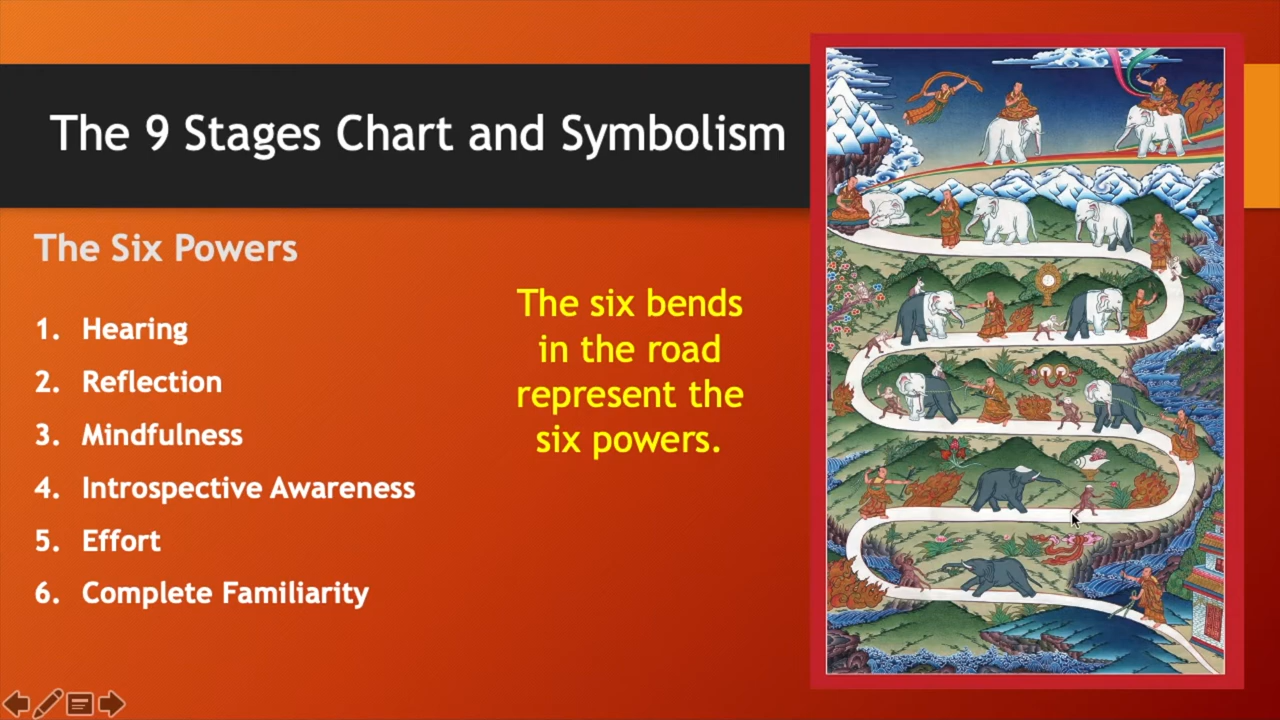 The 9 Stages Chart and Symbolism
The Six Powers
1. Hearing
2. Reflection
3. Mindfulness
4. Introspective Awareness
5. Effort
6. Complete Familiarity
The six bends
in the road
represent the
six powers.